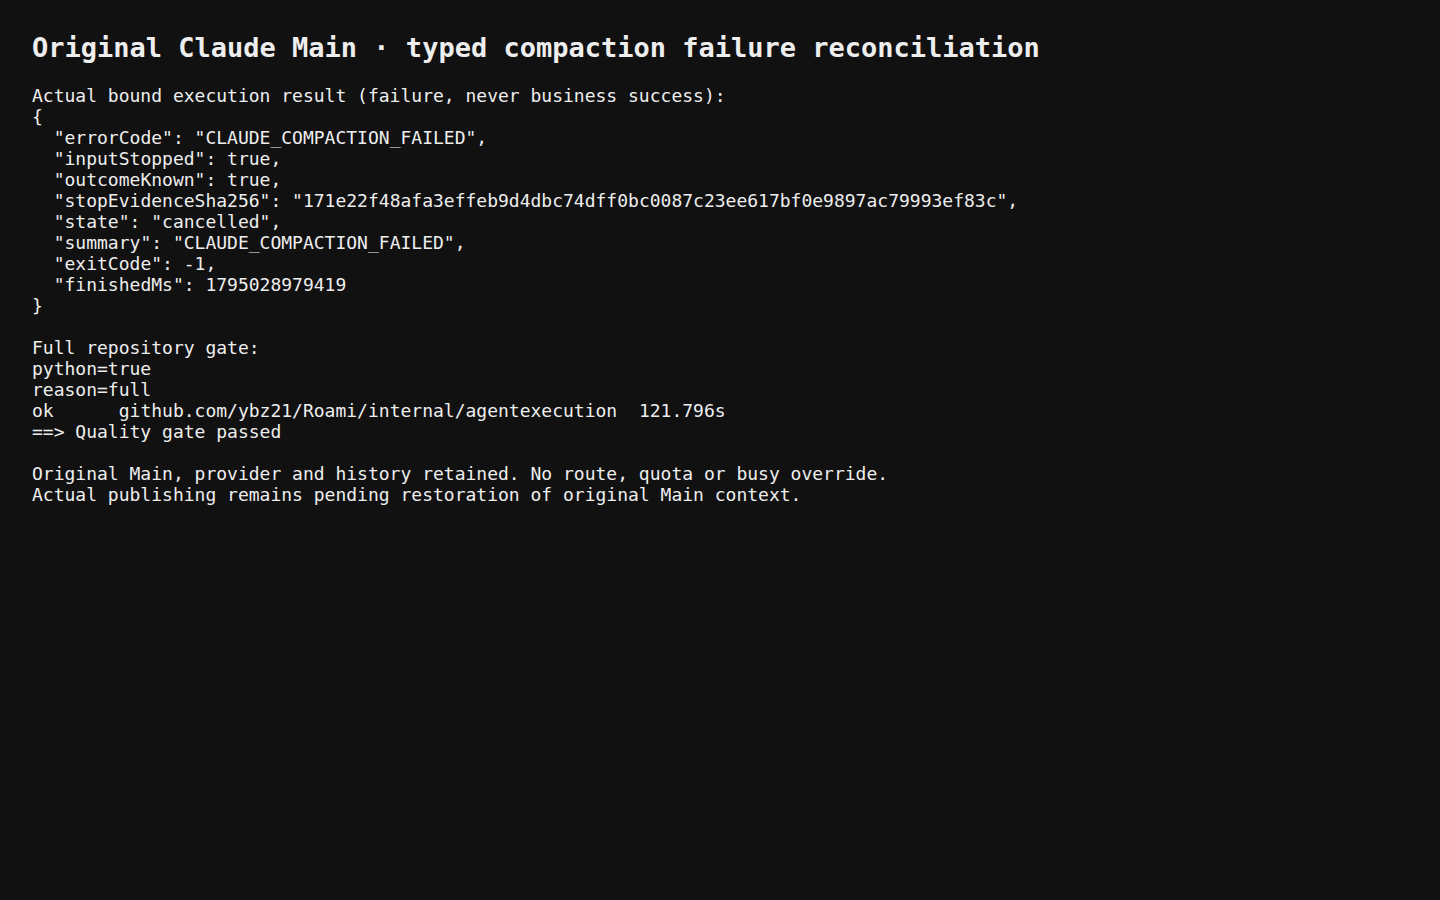 Original Claude Main · typed compaction failure reconciliation
Actual bound execution result (failure, never business success):
{
  "errorCode": "CLAUDE_COMPACTION_FAILED",
  "inputStopped": true,
  "outcomeKnown": true,
  "stopEvidenceSha256": "171e22f48afa3effeb9d4dbc74dff0bc0087c23ee617bf0e9897ac79993ef83c",
  "state": "cancelled",
  "summary": "CLAUDE_COMPACTION_FAILED",
  "exitCode": -1,
  "finishedMs": 1795028979419
}
Full repository gate:
python=true
reason=full
ok      github.com/ybz21/Roami/internal/agentexecution  121.796s
==> Quality gate passed
Original Main, provider and history retained. No route, quota or busy override.
Actual publishing remains pending restoration of original Main context.